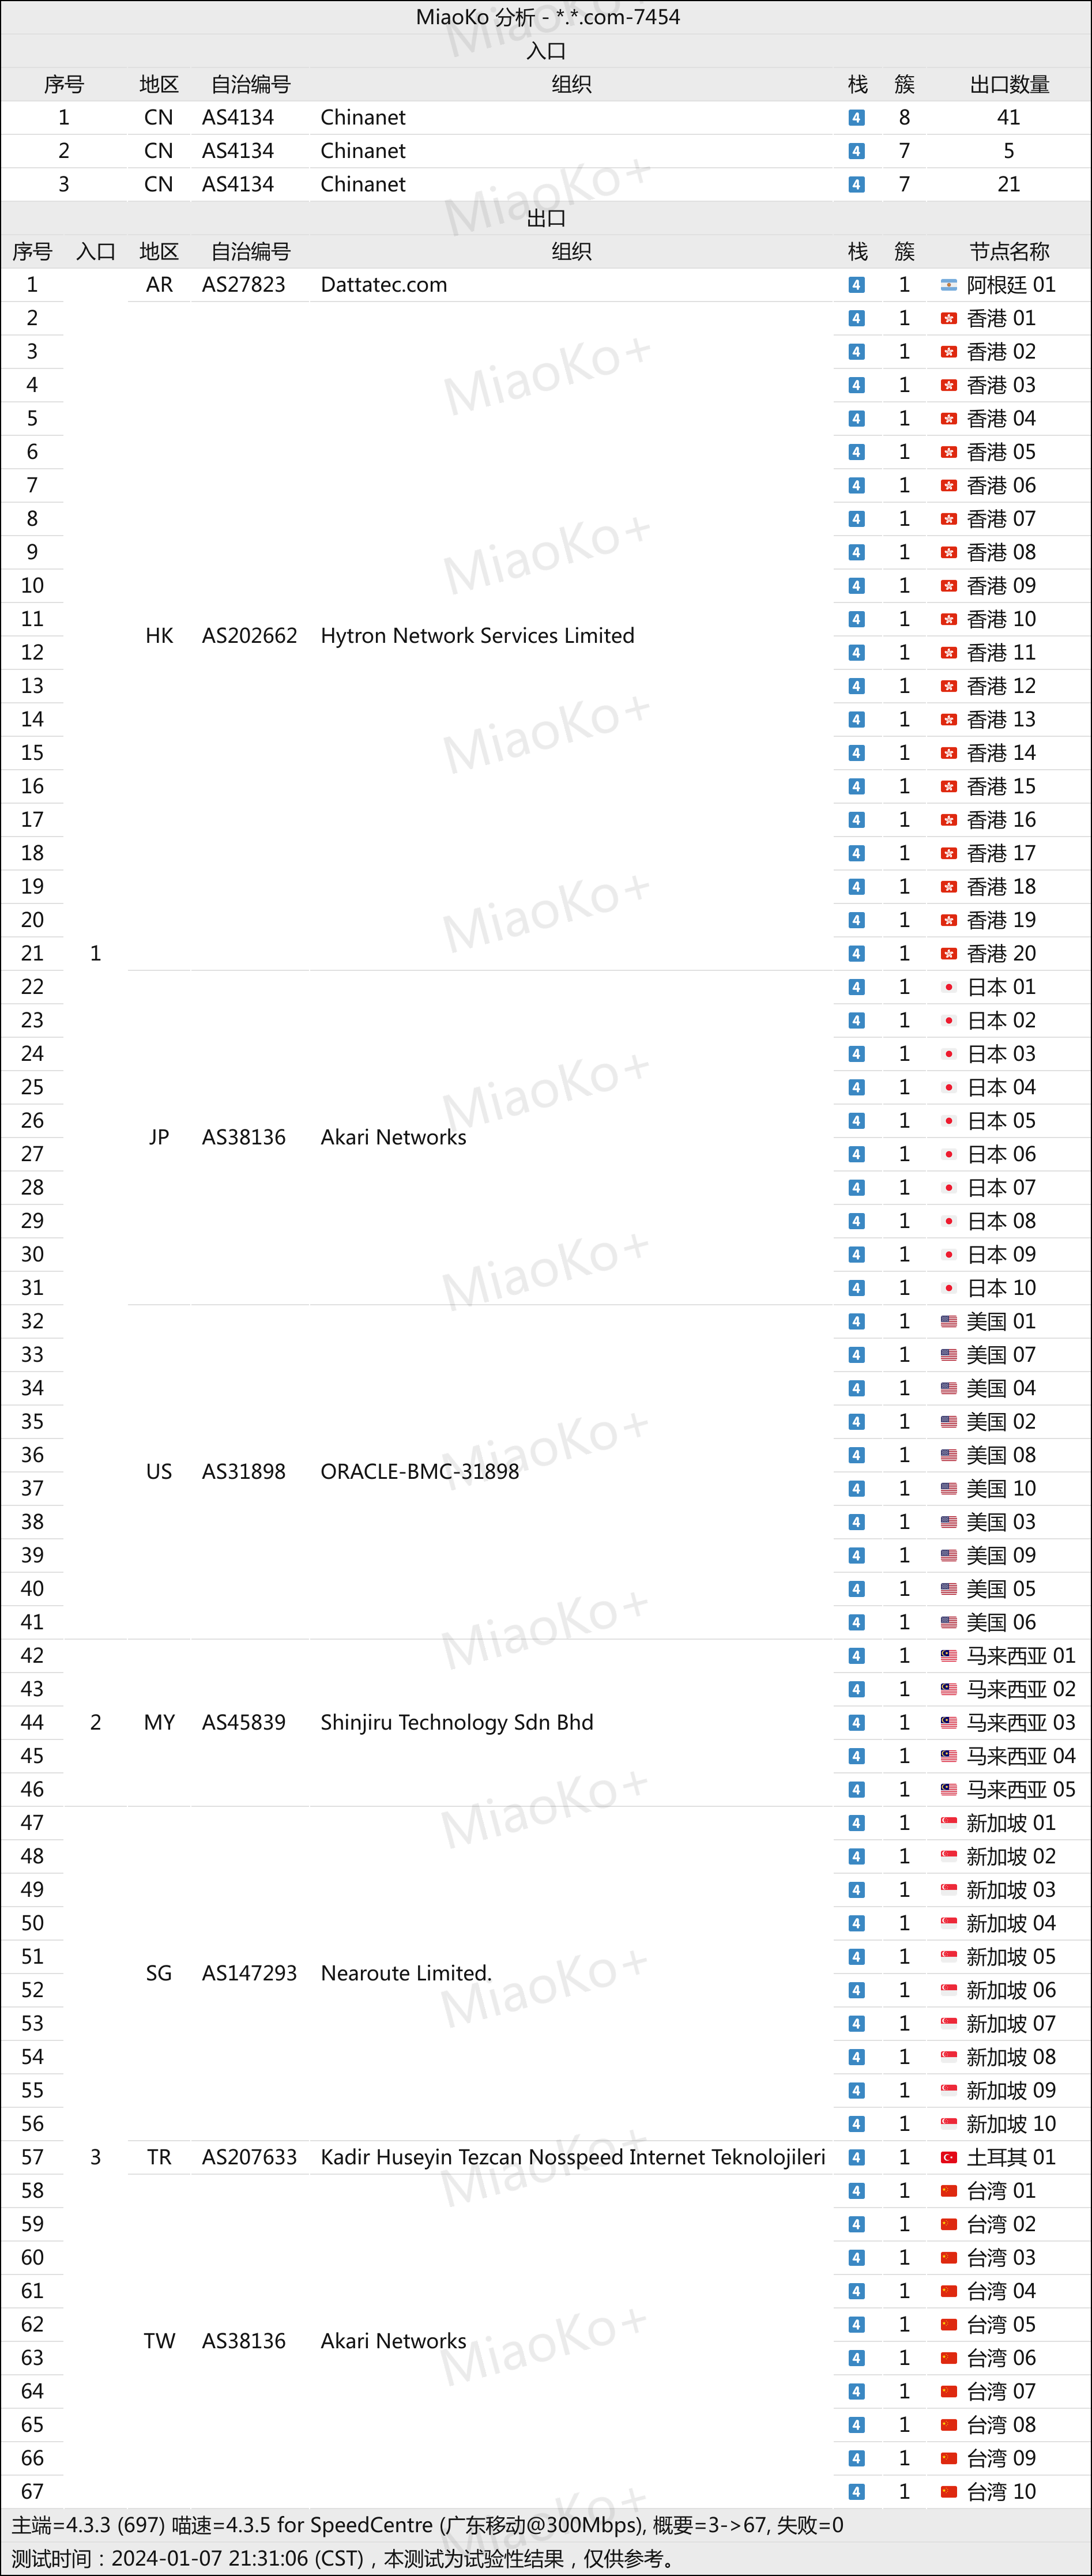 MiaoKo 分析 - *.*.com-7454
入口
序号 地区 自治编号 组织 栈 簇 出口数量
1 CN AS4134 Chinanet 4 8 41
2 CN AS4134 Chinanet 4 7 5
3 CN AS4134 Chinanet 4 7 21
出口
序号 入口 地区 自治编号 组织 栈 簇 节点名称
1 AR AS27823 Dattatec.com 4 1 阿根廷 01
2 4 1 香港 01
3 4 1 香港 02
4 4 1 香港 03
5 4 1 香港 04
6 4 1 香港 05
7 4 1 香港 06
8 4 1 香港 07
9 4 1 香港 08
10 4 1 香港 09
11 4 1 香港 10
HK AS202662 Hytron Network Services Limited
12 4 1 香港 11
13 4 1 香港 12
14 4 1 香港 13
15 4 1 香港 14
16 4 1 香港 15
17 4 1 香港 16
18 4 1 香港 17
19 4 1 香港 18
20 4 1 香港 19
21 1 4 1 香港 20
22 4 1 日本 01
23 4 1 日本 02
24 4 1 日本 03
25 4 1 日本 04
26 4 1 日本 05
JP AS38136 Akari Networks
27 4 1 日本 06
28 4 1 日本 07
29 4 1 日本 08
30 4 1 日本 09
31 4 1 日本 10
32 4 1 美国 01
33 4 1 美国 07
34 4 1 美国 04
35 4 1 美国 02
36 4 1 美国 08
US AS31898 ORACLE-BMC-31898
37 4 1 美国 10
38 4 1 美国 03
39 4 1 美国 09
40 4 1 美国 05
41 4 1 美国 06
42 4 1 马来西亚 01
43 4 1 马来西亚 02
44 2 MY AS45839 Shinjiru Technology Sdn Bhd 4 1 马来西亚 03
45 4 1 马来西亚 04
46 4 1 马来西亚 05
47 4 1 新加坡 01
48 4 1 新加坡 02
49 4 1 新加坡 03
50 4 1 新加坡 04
51 4 1 新加坡 05
SG AS147293 Nearoute Limited.
52 4 1 新加坡 06
53 4 1 新加坡 07
54 4 1 新加坡 08
55 4 1 新加坡 09
56 4 1 新加坡 10
57 3 TR AS207633 Kadir Huseyin Tezcan Nosspeed Internet Teknolojileri 4 1 土耳其 01
58 4 1 台湾 01
59 4 1 台湾 02
60 4 1 台湾 03
61 4 1 台湾 04
62 4 1 台湾 05
TW AS38136 Akari Networks
63 4 1 台湾 06
64 4 1 台湾 07
65 4 1 台湾 08
66 4 1 台湾 09
67 4 1 台湾 10
主端=4.3.3 (697) 喵速=4.3.5 for SpeedCentre (广东移动@300Mbps), 概要=3->67, 失败=0
测试时间：2024-01-07 21:31:06 (CST)，本测试为试验性结果，仅供参考。